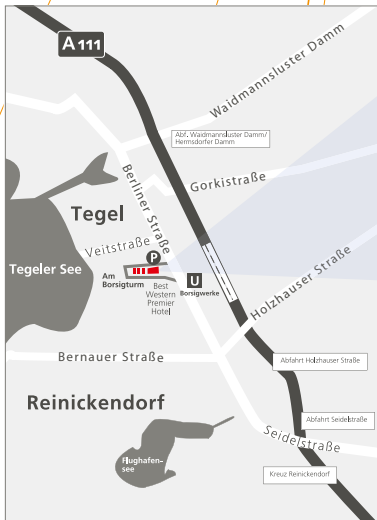 A 111
Waidmannsluster Damm
Abf. Waidmannsluster Damm/
Hermsdorfer Damm
Berliner Straße
Gorkistraße
Tegel
Veitstraße
P
Tegeler See
Am
Borsigturm
U
Borsigwerke
Best
Western
Premier
Hotel
Holzhauser Straße
Bernauer Straße
Abfahrt Holzhauser Straße
Reinickendorf
Abfahrt Seidelstraße
Seidelstraße
Flughafen-
see
Kreuz Reinickendorf